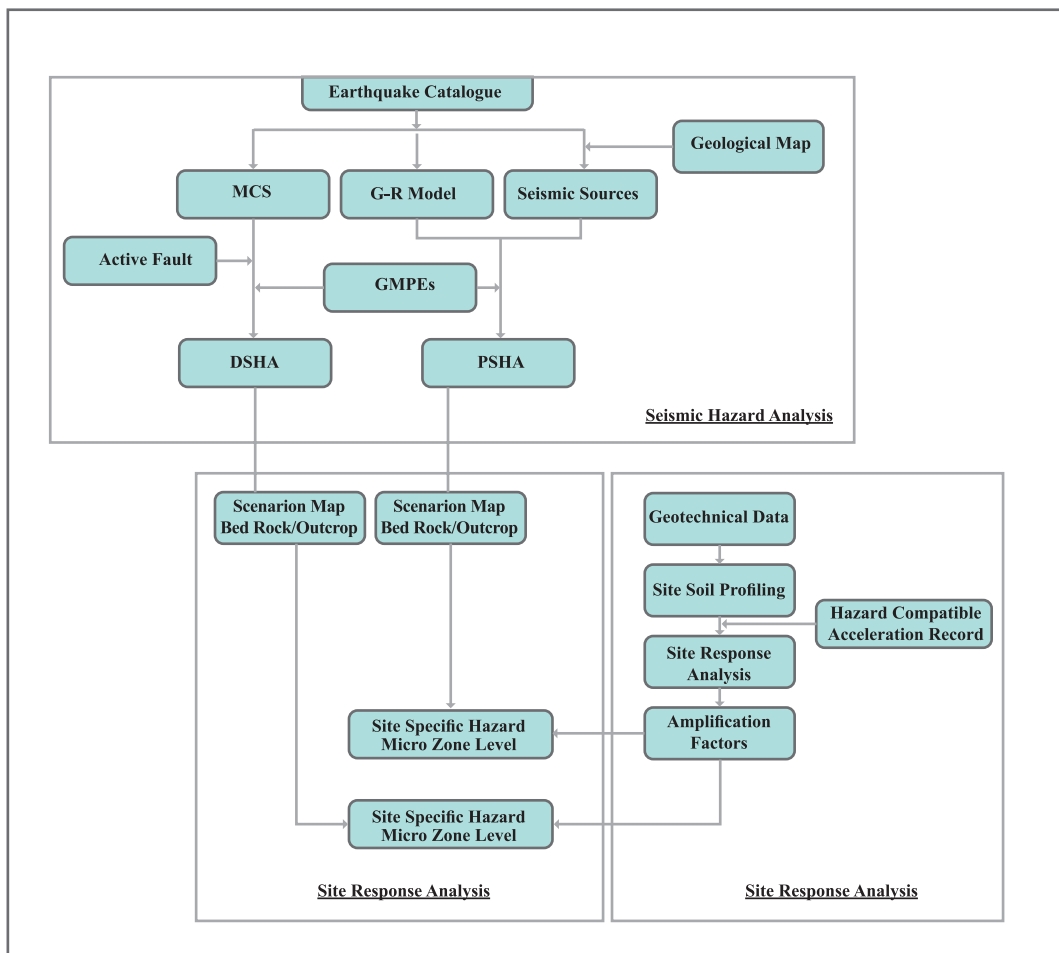 Earthquake Catalogue
Geological Map
MCS
G-R Model
Seismic Sources
Active Fault
GMPEs
DSHA
PSHA
Seismic Hazard Analysis
Scenarion Map
Bed Rock/Outcrop
Scenarion Map
Bed Rock/Outcrop
Geotechnical Data
Site Soil Profiling
Hazard Compatible
Acceleration Record
Site Response
Analysis
Site Specific Hazard
Micro Zone Level
Amplification
Factors
Site Specific Hazard
Micro Zone Level
Site Response Analysis
Site Response Analysis